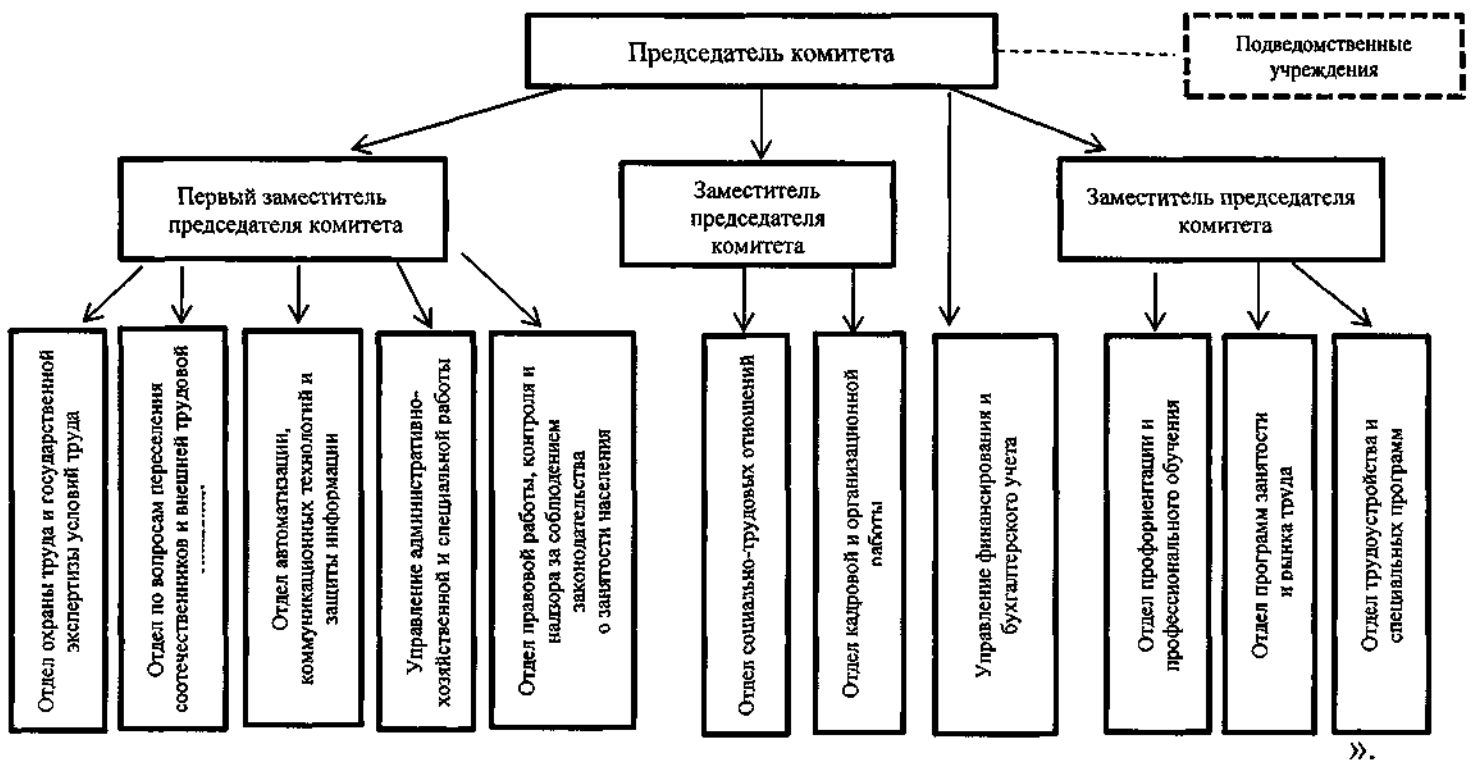 Председатель комитета
Подведомственные
учреждения
Первый заместитель
председателя комитета
Заместитель
председателя
комитета
Заместитель председателя
комитета
Отдел охраны труда и государственной
экспертизы условий труда
Отдел по вопросам переселения
соотечественников и внешней трудовой
Отдел автоматизации,
коммуникационных технологий и
защиты информации
Управление административно-
хозяйственной и специальной работы
Отдел правовой работы, контроля и
надзора за соблюдением
законодательства
о занятости населения
Отдел социально-трудовых отношений
Отдел кадровой и организационной
работы
Управление финансирования и
бухгалтерского учета
Отдел профориентации и
профессионального обучения
Отдел программ занятости
и рынка труда
Отдел трудоустройства и
специальных программ
».